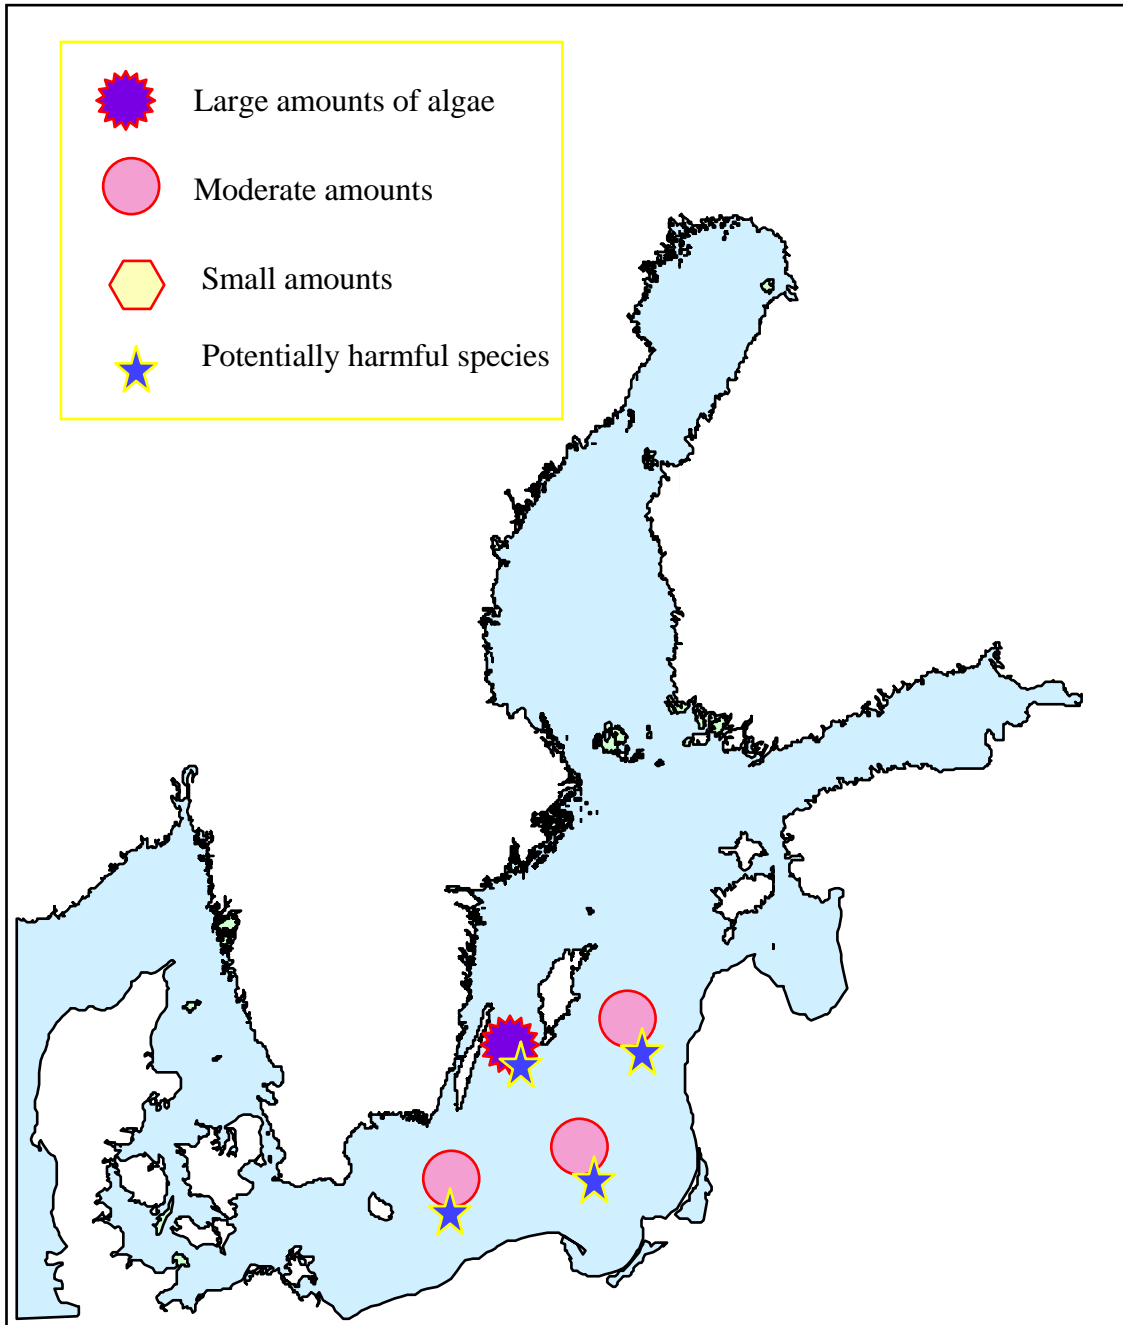 Large amounts of algae
Moderate amounts
Small amounts
Potentially harmful species